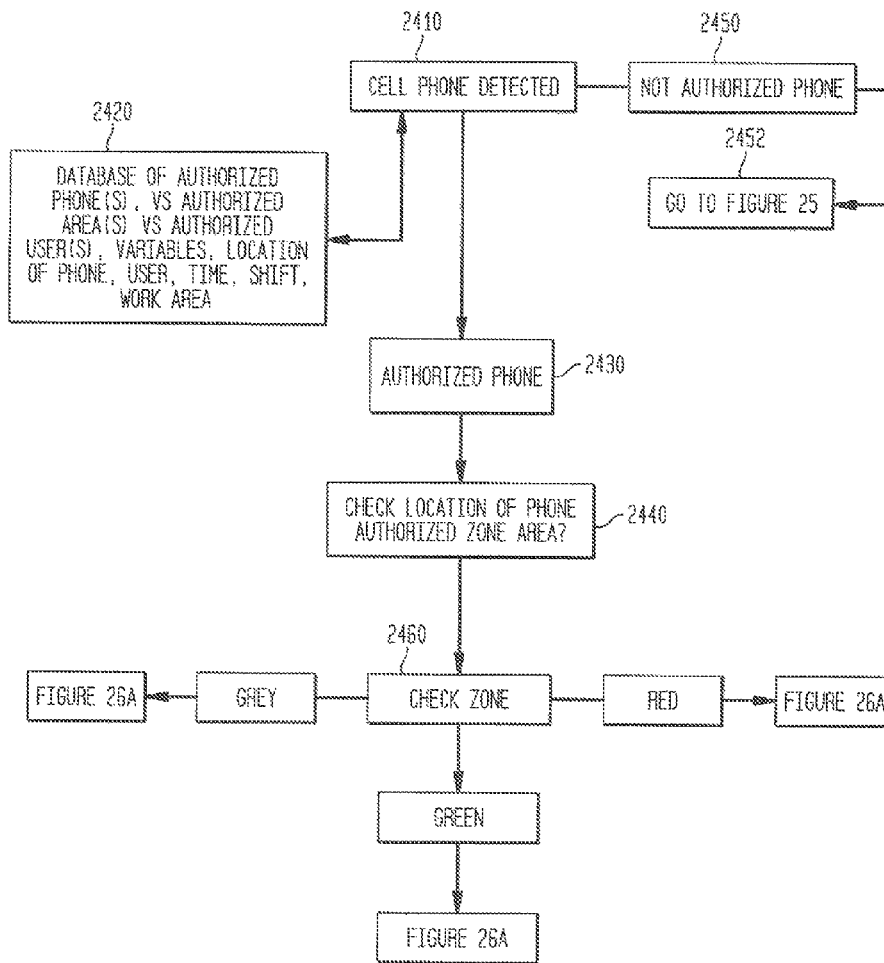 2410
2450
CELL PHONE DETECTED
NOT AUTHORIZED PHONE
2420
2452
DATABASE OF AUTHORIZED
PHONE(S), VS AUTHORIZED
AREA(S) VS AUTHORIZED
USER(S), VARIABLES, LOCATION
OF PHONE, USER, TIME, SHIFT,
WORK AREA
GO TO FIGURE 25
AUTHORIZED PHONE
2430
CHECK LOCATION OF PHONE
AUTHORIZED ZONE AREA?
2440
2460
FIGURE 26A
GREY
CHECK ZONE
RED
FIGURE 26A
GREEN
FIGURE 26A